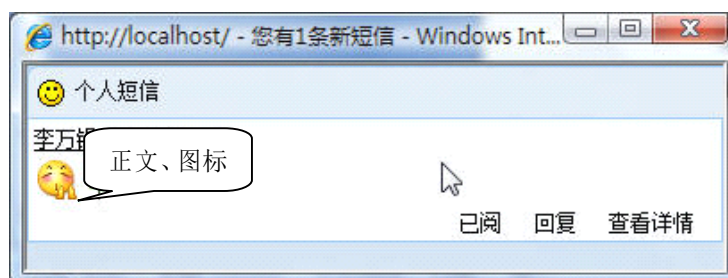 http://localhost/ - 您有1条新短信 - Windows Int...
个人短信
李万
正文、图标
已阅 回复 查看详情